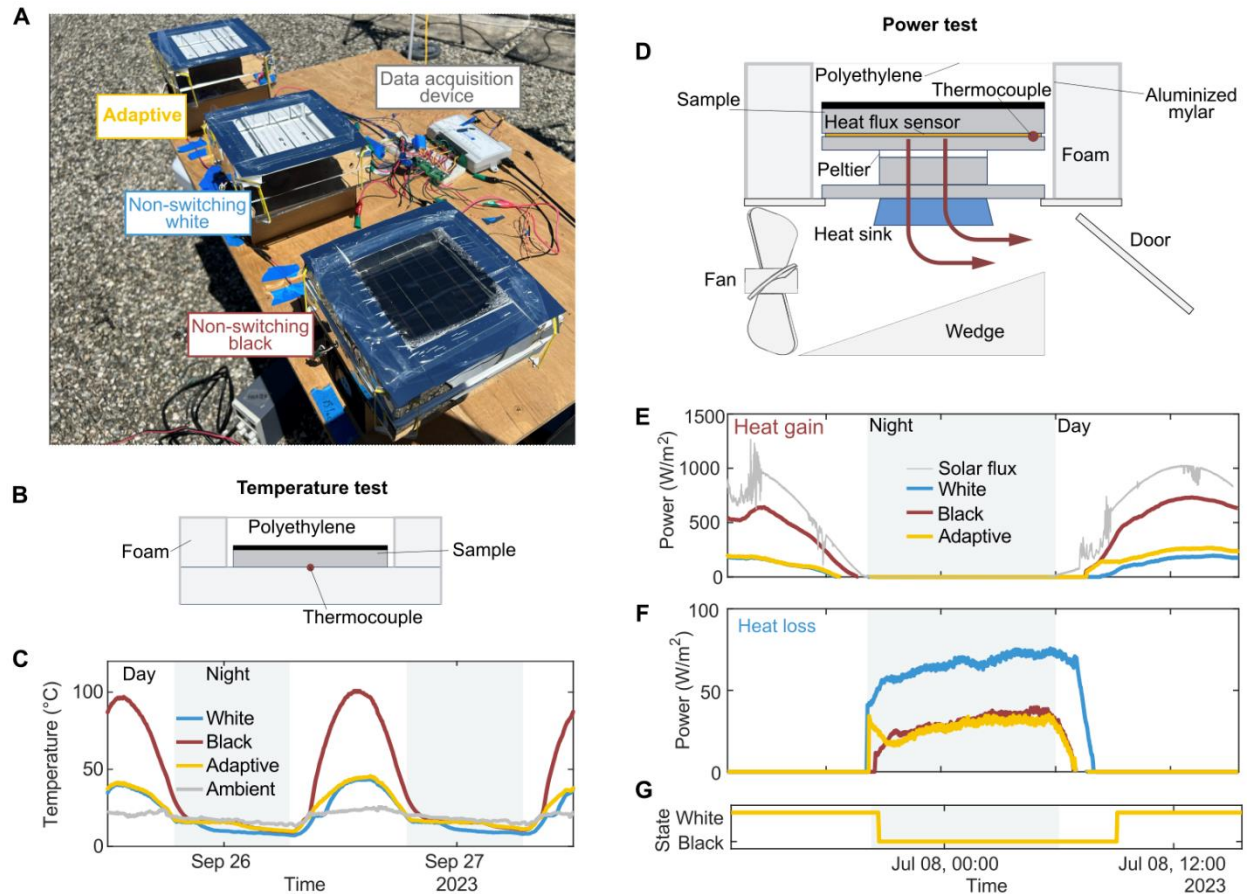 A
Adaptive
Non-switching
white
Non-switching
black
Data acquisition
device
B
Temperature test
Polyethylene
Foam
Sample
Thermocouple
C
Temperature (°C)
100
50
0
Day
Night
White
Black
Adaptive
Ambient
Sep 26
Sep 27
Time
2023
D
Power test
Polyethylene
Sample
Thermocouple
Aluminized
mylar
Heat flux sensor
Foam
Peltier
Heat sink
Door
Fan
Wedge
E
Power (W/m²)
1500
1000
500
0
Heat gain
Night
Day
Solar flux
White
Black
Adaptive
F
Power (W/m²)
100
50
0
Heat loss
G
State
White
Black
Jul 08, 00:00
Jul 08, 12:00
Time
2023